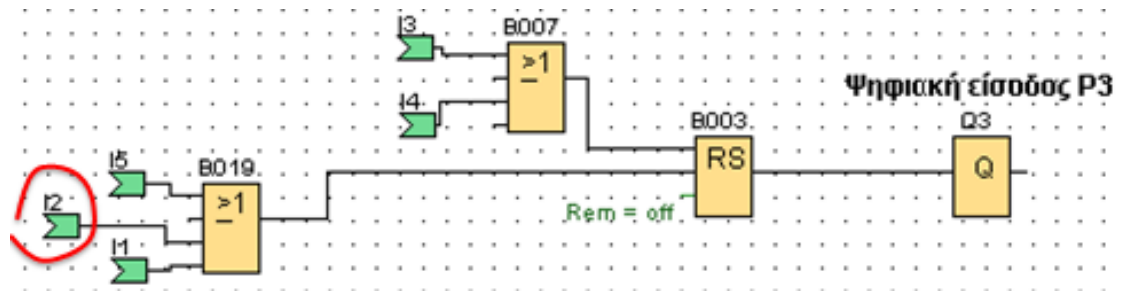 I3
B007
≥1
I4
Ψηφιακή είσοδος P3
B003
Q3
RS
Q
I5
B019
≥1
I2
Rem = off
I1